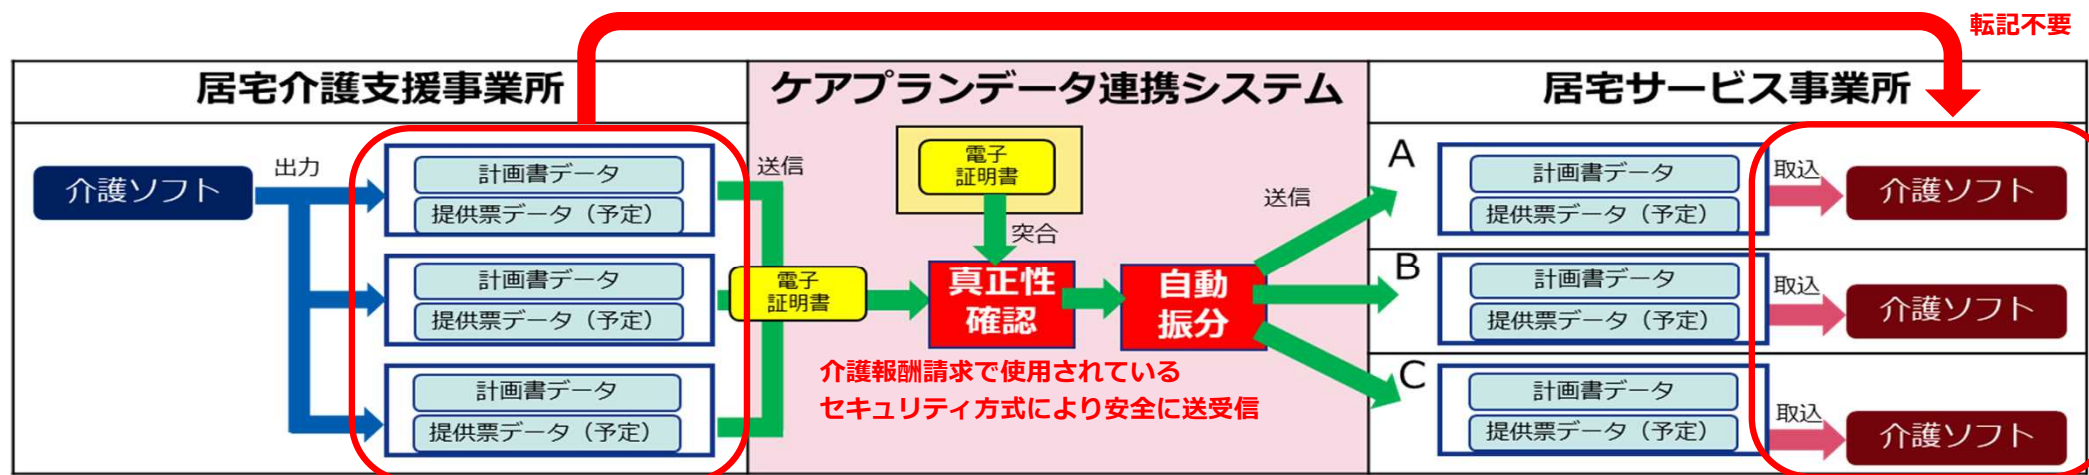 転記不要
居宅介護支援事業所
ケアプランデータ連携システム
居宅サービス事業所
介護ソフト
出力
計画書データ
提供票データ（予定）
計画書データ
提供票データ（予定）
計画書データ
提供票データ（予定）
送信
電子
証明書
電子
証明書
突合
真正性
確認
自動
振分
送信
介護報酬請求で使用されている
セキュリティ方式により安全に送受信
A
計画書データ
提供票データ（予定）
取込
介護ソフト
B
計画書データ
提供票データ（予定）
取込
介護ソフト
C
計画書データ
提供票データ（予定）
取込
介護ソフト